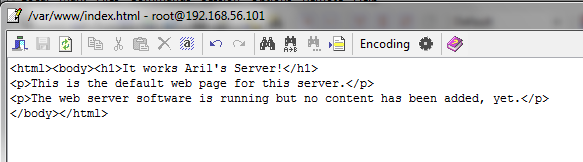 /var/www/index.html - root@192.168.56.101
Encoding
<html><body><h1>It works Aril's Server!</h1>
<p>This is the default web page for this server.</p>
<p>The web server software is running but no content has been added, yet.</p>
</body></html>